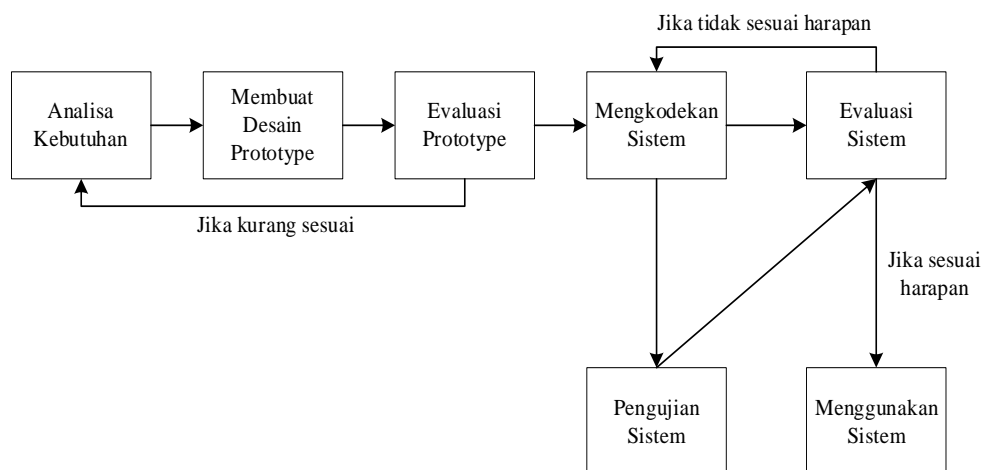 Jika tidak sesuai harapan
Analisa
Kebutuhan
Membuat
Desain
Prototype
Evaluasi
Prototype
Mengkodekan
Sistem
Evaluasi
Sistem
Jika kurang sesuai
Jika sesuai
harapan
Pengujian
Sistem
Menggunakan
Sistem